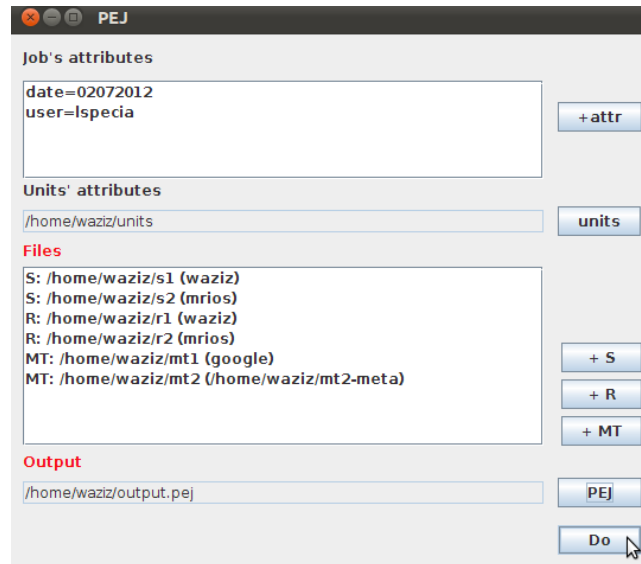 PEJ
Job's attributes
date=02072012
user=lspecia
+attr
Units' attributes
/home/waziz/units
units
Files
S: /home/waziz/s1 (waziz)
S: /home/waziz/s2 (mrios)
R: /home/waziz/r1 (waziz)
R: /home/waziz/r2 (mrios)
MT: /home/waziz/mt1 (google)
MT: /home/waziz/mt2 (/home/waziz/mt2-meta)
+ S
+ R
+ MT
Output
/home/waziz/output.pej
PEJ
Do